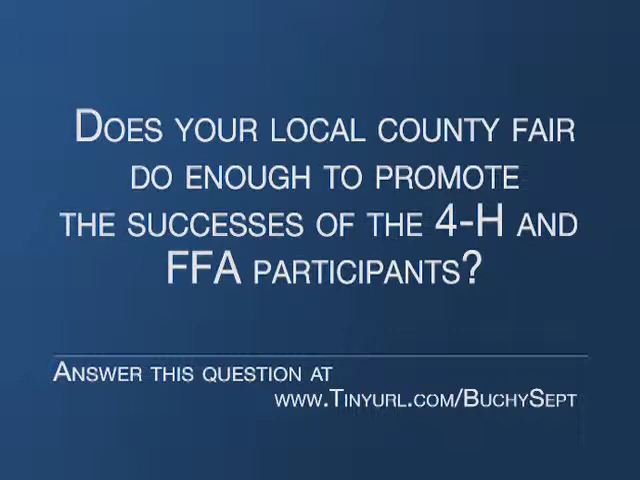 Does your local county fair
do enough to promote
the successes of the 4-H and
FFA participants?
Answer this question at
www.Tinyurl.com/BuchySept